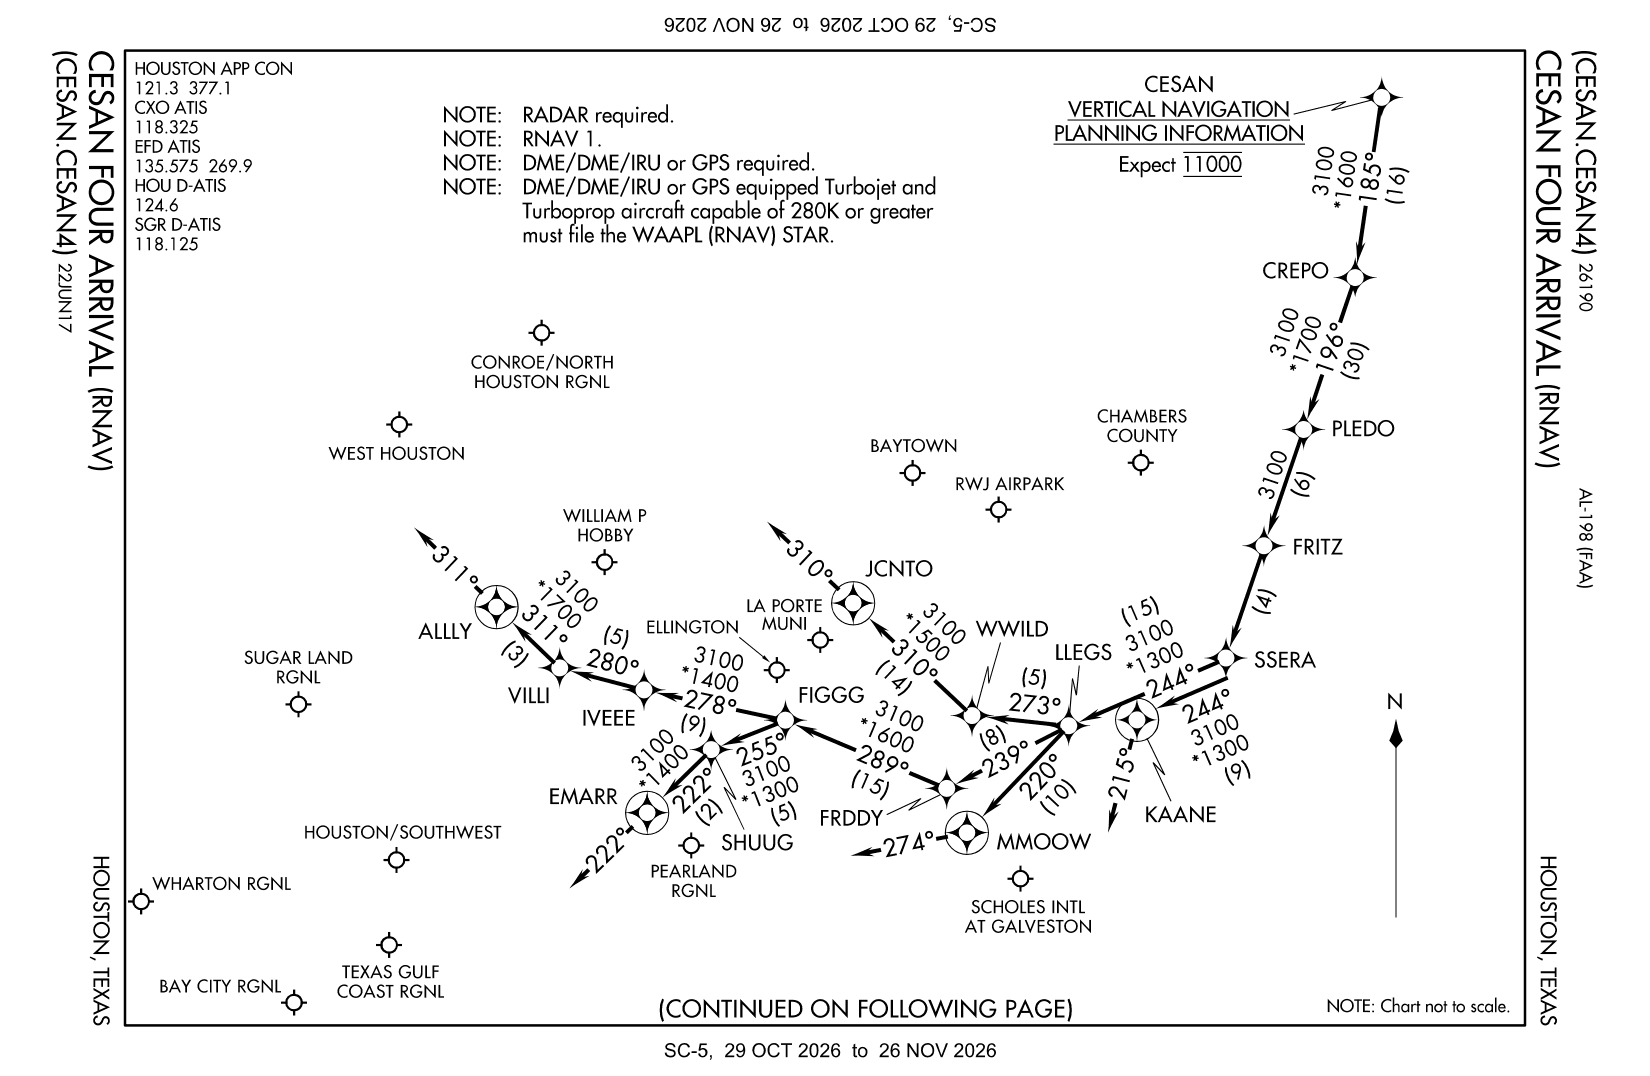 SC-5, 29 OCT 2026 to 26 NOV 2026
(CESAN.CESAN4) 22JUN17
CESAN FOUR ARRIVAL (RNAV)
HOUSTON, TEXAS
(CESAN.CESAN4) 26190
CESAN FOUR ARRIVAL (RNAV)
AL-198 (FAA)
HOUSTON, TEXAS
HOUSTON APP CON
121.3 377.1
CXO ATIS
118.325
EFD ATIS
135.575 269.9
HOU D-ATIS
124.6
SGR D-ATIS
118.125
NOTE: RADAR required.
NOTE: RNAV 1.
NOTE: DME/DME/IRU or GPS required.
NOTE: DME/DME/IRU or GPS equipped Turbojet and
Turboprop aircraft capable of 280K or greater
must file the WAAPL (RNAV) STAR.
CESAN
VERTICAL NAVIGATION
PLANNING INFORMATION
Expect 11000
3100
*1600
185°
(16)
CREPO
3100
*1700
196°
(30)
PLEDO
3100
(6)
FRITZ
(4)
SSERA
CONROE/NORTH
HOUSTON RGNL
WEST HOUSTON
CHAMBERS
COUNTY
BAYTOWN
RWJ AIRPARK
WILLIAM P
HOBBY
311°
ALLLY
3100
*1700
311°
(3)
VILLI
(5)
280°
IVEEE
ELLINGTON
LA PORTE
MUNI
3100
*1400
278°
(9)
FIGGG
310°
JCNTO
3100
*1500
310°
(14)
WWILD
LLEGS
(5)
273°
(15)
3100
*1300
244°
244°
3100
*1300
(9)
215°
KAANE
(8)
239°
220°
(10)
3100
*1600
289°
(15)
FRDDY
274°
MMOOW
255°
3100
*1300
(5)
SHUUG
3100
*1400
222°
(2)
EMARR
222°
SUGAR LAND
RGNL
HOUSTON/SOUTHWEST
PEARLAND
RGNL
WHARTON RGNL
SCHOLES INTL
AT GALVESTON
TEXAS GULF
COAST RGNL
BAY CITY RGNL
N
(CONTINUED ON FOLLOWING PAGE)
NOTE: Chart not to scale.
SC-5, 29 OCT 2026 to 26 NOV 2026